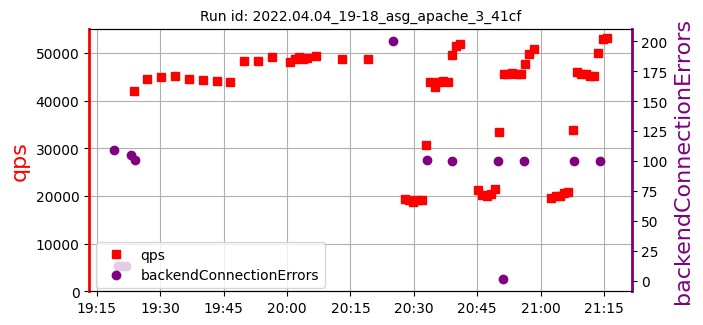 Run id: 2022.04.04_19-18_asg_apache_3_41cf
50000
40000
30000
20000
10000
0
qps
200
175
150
125
100
75
50
25
0
backendConnectionErrors
qps
backendConnectionErrors
19:15 19:30 19:45 20:00 20:15 20:30 20:45 21:00 21:15